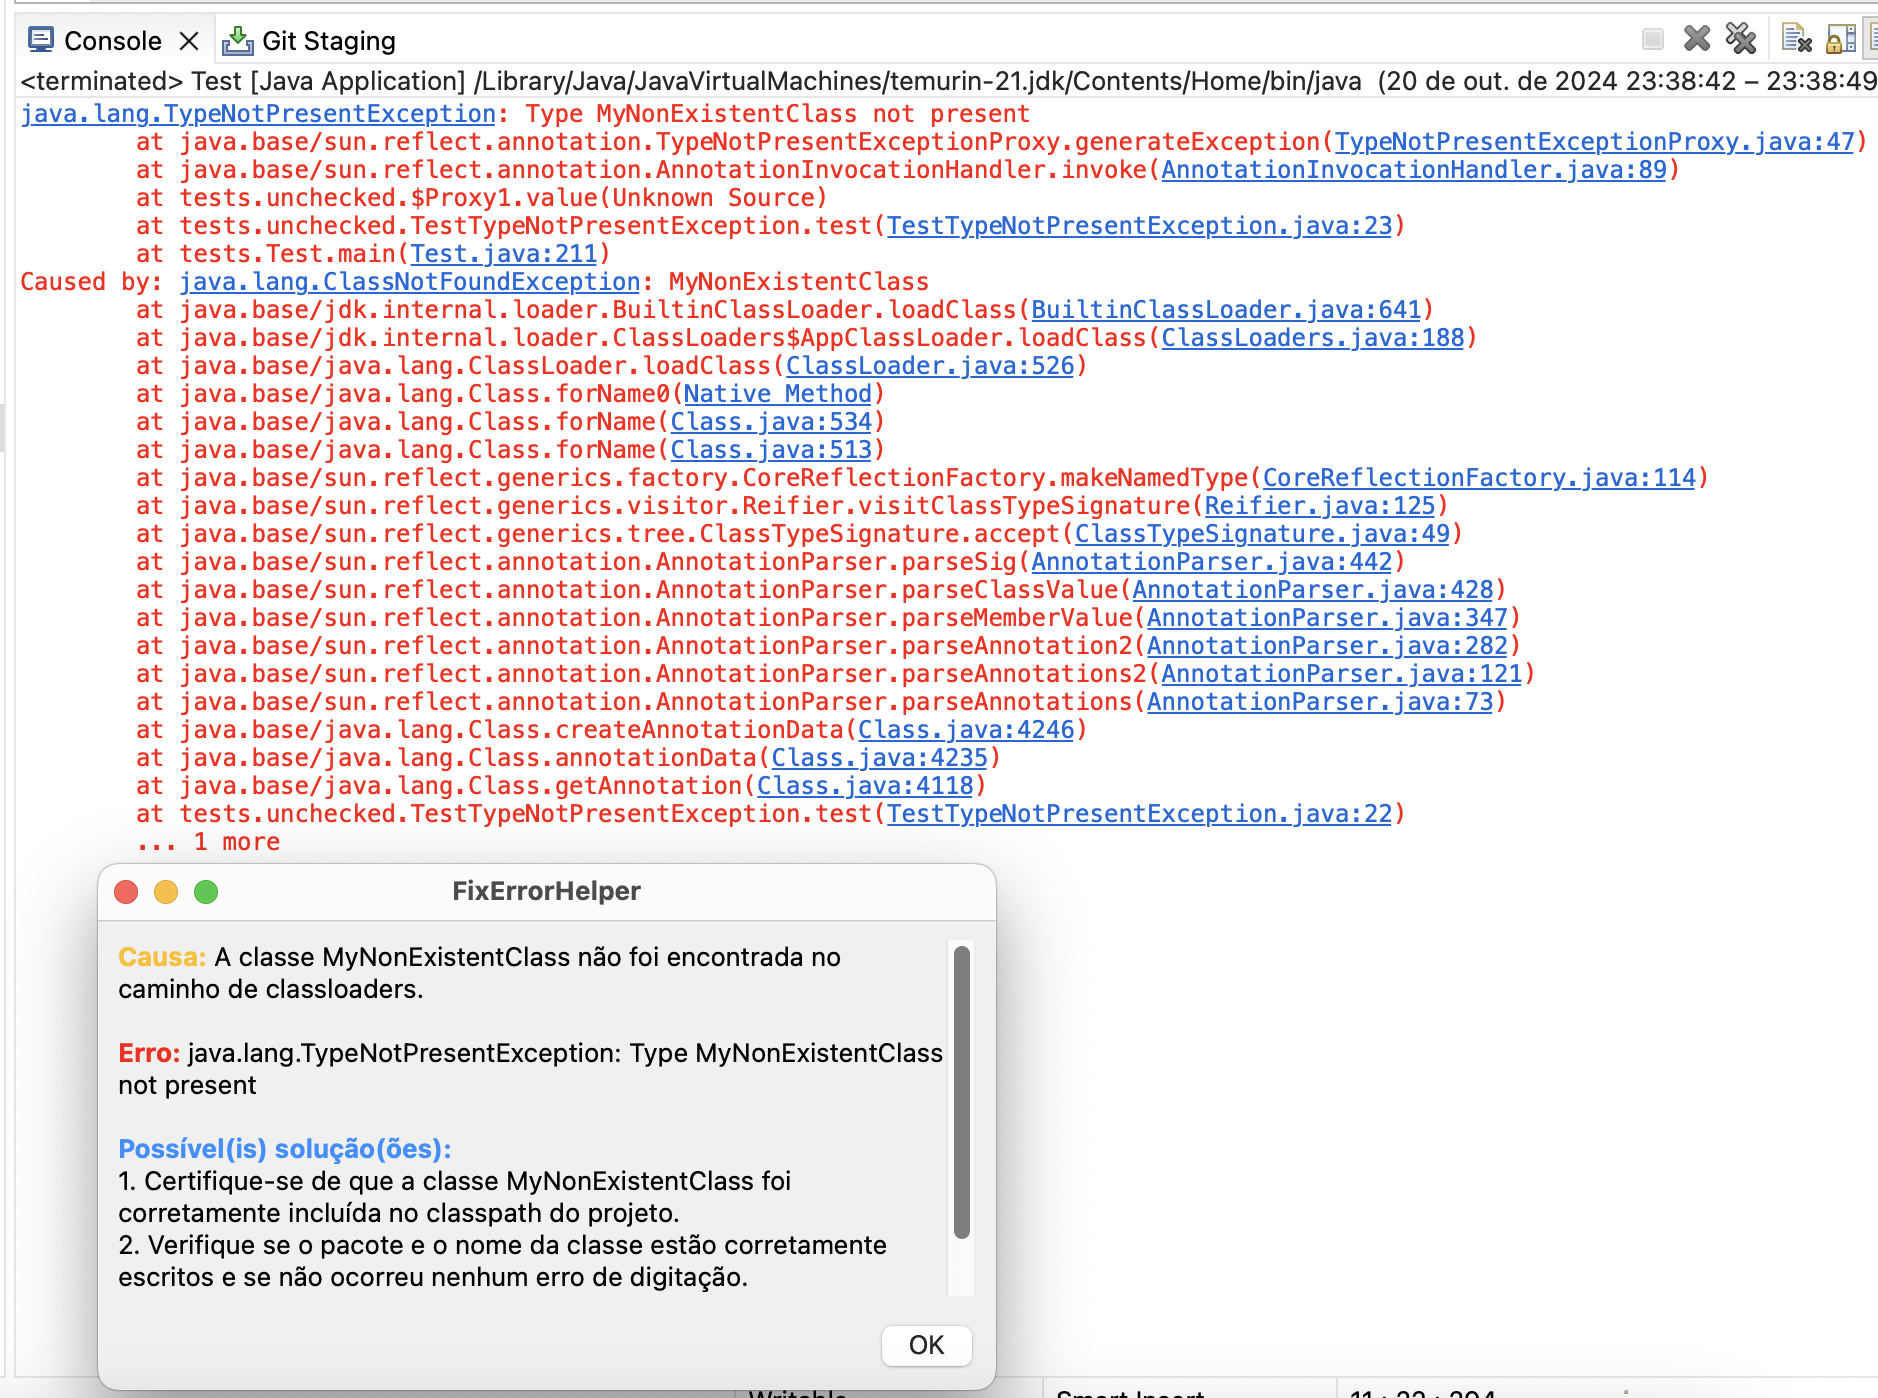 Console
Git Staging
<terminated> Test [Java Application] /Library/Java/JavaVirtualMachines/temurin-21.jdk/Contents/Home/bin/java (20 de out. de 2024 23:38:42 – 23:38:49
java.lang.TypeNotPresentException: Type MyNonExistentClass not present
at java.base/sun.reflect.annotation.TypeNotPresentExceptionProxy.generateException(TypeNotPresentExceptionProxy.java:47)
at java.base/sun.reflect.annotation.AnnotationInvocationHandler.invoke(AnnotationInvocationHandler.java:89)
at tests.unchecked.$Proxy1.value(Unknown Source)
at tests.unchecked.TestTypeNotPresentException.test(TestTypeNotPresentException.java:23)
at tests.Test.main(Test.java:211)
Caused by: java.lang.ClassNotFoundException: MyNonExistentClass
at java.base/jdk.internal.loader.BuiltinClassLoader.loadClass(BuiltinClassLoader.java:641)
at java.base/jdk.internal.loader.ClassLoaders$AppClassLoader.loadClass(ClassLoaders.java:188)
at java.base/java.lang.ClassLoader.loadClass(ClassLoader.java:526)
at java.base/java.lang.Class.forName0(Native Method)
at java.base/java.lang.Class.forName(Class.java:534)
at java.base/java.lang.Class.forName(Class.java:513)
at java.base/sun.reflect.generics.factory.CoreReflectionFactory.makeNamedType(CoreReflectionFactory.java:114)
at java.base/sun.reflect.generics.visitor.Reifier.visitClassTypeSignature(Reifier.java:125)
at java.base/sun.reflect.generics.tree.ClassTypeSignature.accept(ClassTypeSignature.java:49)
at java.base/sun.reflect.annotation.AnnotationParser.parseSig(AnnotationParser.java:442)
at java.base/sun.reflect.annotation.AnnotationParser.parseClassValue(AnnotationParser.java:428)
at java.base/sun.reflect.annotation.AnnotationParser.parseMemberValue(AnnotationParser.java:347)
at java.base/sun.reflect.annotation.AnnotationParser.parseAnnotation2(AnnotationParser.java:282)
at java.base/sun.reflect.annotation.AnnotationParser.parseAnnotations2(AnnotationParser.java:121)
at java.base/sun.reflect.annotation.AnnotationParser.parseAnnotations(AnnotationParser.java:73)
at java.base/java.lang.Class.createAnnotationData(Class.java:4246)
at java.base/java.lang.Class.annotationData(Class.java:4235)
at java.base/java.lang.Class.getAnnotation(Class.java:4118)
at tests.unchecked.TestTypeNotPresentException.test(TestTypeNotPresentException.java:22)
... 1 more
FixErrorHelper
Causa: A classe MyNonExistentClass não foi encontrada no
caminho de classloaders.
Erro: java.lang.TypeNotPresentException: Type MyNonExistentClass
not present
Possível(is) solução(ões):
1. Certifique-se de que a classe MyNonExistentClass foi
corretamente incluída no classpath do projeto.
2. Verifique se o pacote e o nome da classe estão corretamente
escritos e se não ocorreu nenhum erro de digitação.
OK